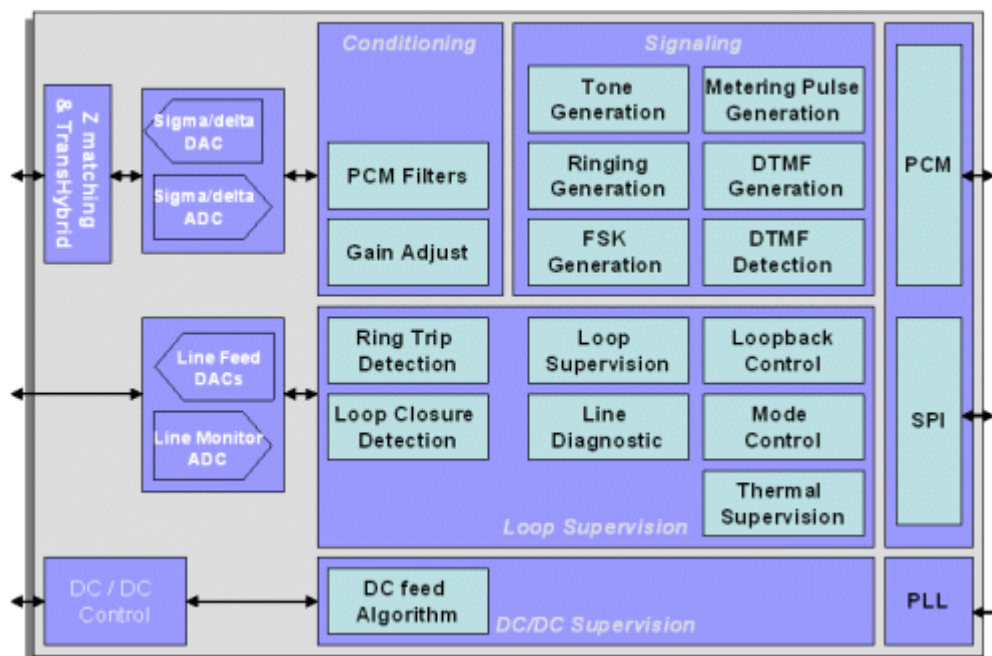 Conditioning
Signaling
Z matching
& TransHybrid
Sigma/delta
DAC
Sigma/delta
ADC
PCM Filters
Gain Adjust
Tone
Generation
Metering Pulse
Generation
Ringing
Generation
DTMF
Generation
FSK
Generation
DTMF
Detection
PCM
Line Feed
DACs
Line Monitor
ADC
Ring Trip
Detection
Loop
Supervision
Loopback
Control
Loop Closure
Detection
Line
Diagnostic
Mode
Control
Thermal
Supervision
Loop Supervision
SPI
DC / DC
Control
DC feed
Algorithm
DC/DC Supervision
PLL